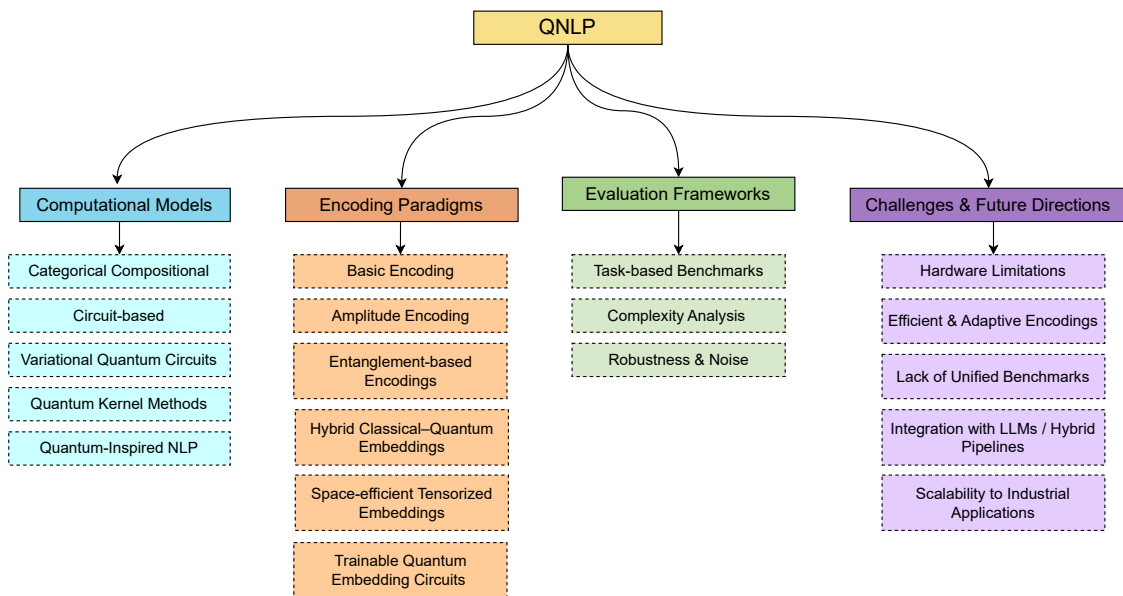 QNLP
Computational Models
Categorical Compositional
Circuit-based
Variational Quantum Circuits
Quantum Kernel Methods
Quantum-Inspired NLP
Encoding Paradigms
Basic Encoding
Amplitude Encoding
Entanglement-based
Encodings
Hybrid Classical–Quantum
Embeddings
Space-efficient Tensorized
Embeddings
Trainable Quantum
Embedding Circuits
Evaluation Frameworks
Task-based Benchmarks
Complexity Analysis
Robustness & Noise
Challenges & Future Directions
Hardware Limitations
Efficient & Adaptive Encodings
Lack of Unified Benchmarks
Integration with LLMs / Hybrid
Pipelines
Scalability to Industrial
Applications